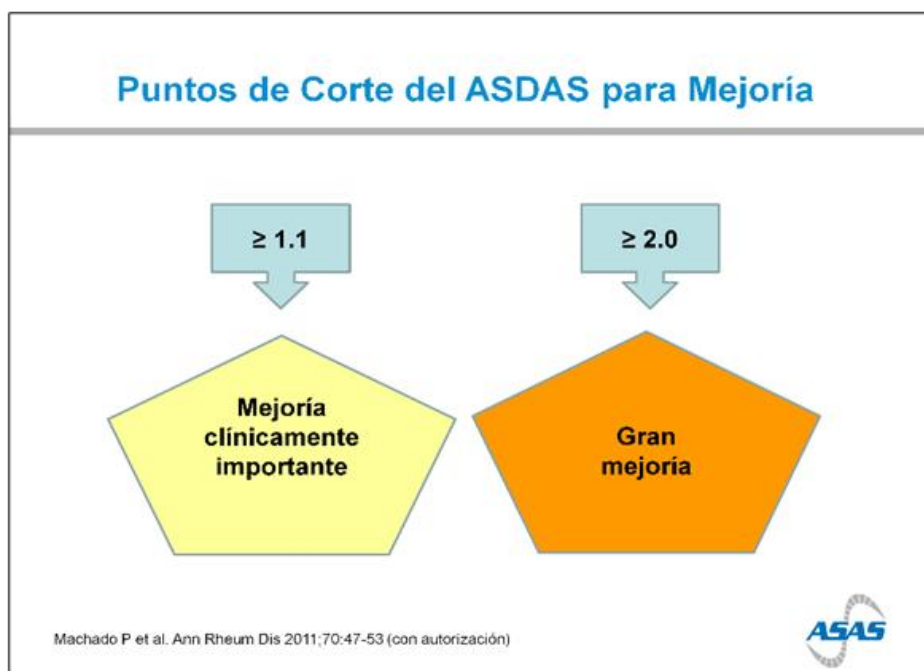 Puntos de Corte del ASDAS para Mejoría
≥ 1.1
≥ 2.0
Mejoría
clínicamente
importante
Gran
mejoría
Machado P et al. Ann Rheum Dis 2011;70:47-53 (con autorización)
ASAS